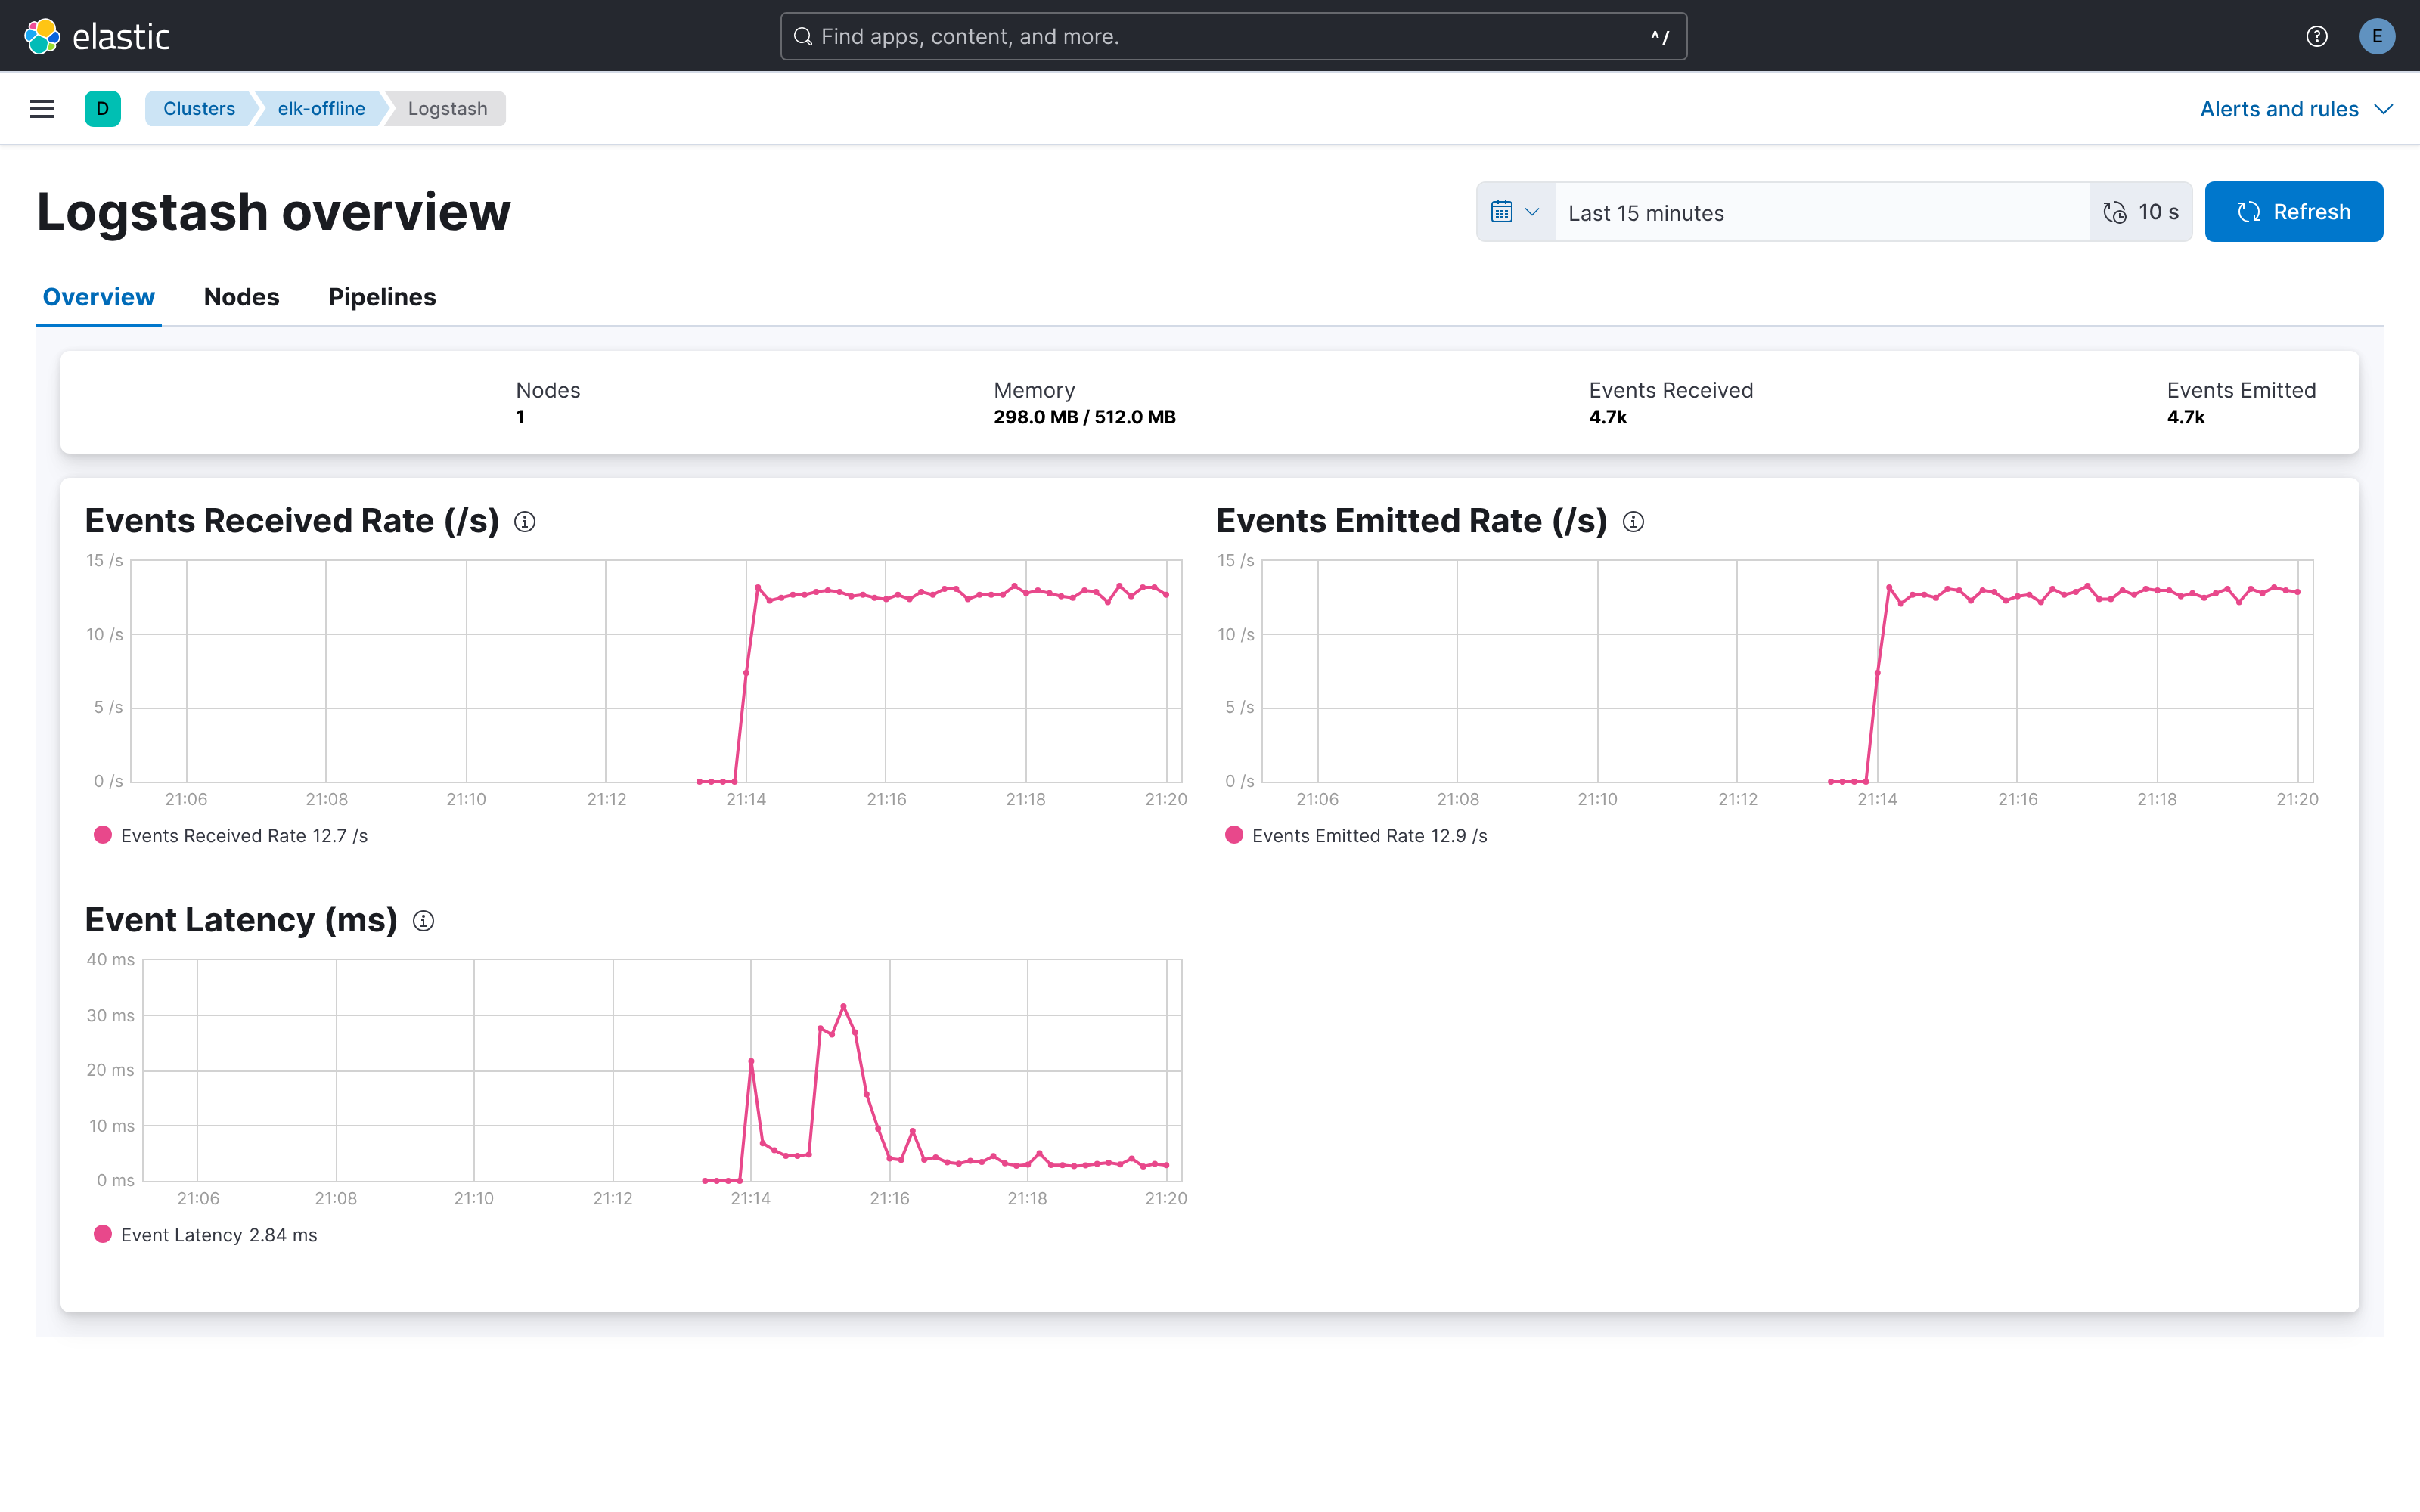 elastic
Find apps, content, and more.
^ /
E
D
Clusters
elk-offline
Logstash
Alerts and rules
Logstash overview
Last 15 minutes
10 s
Refresh
Overview
Nodes
Pipelines
Nodes
1
Memory
298.0 MB / 512.0 MB
Events Received
4.7k
Events Emitted
4.7k
Events Received Rate (/s)
15 /s
10 /s
5 /s
0 /s
21:06 21:08 21:10 21:12 21:14 21:16 21:18 21:20
Events Received Rate 12.7 /s
Events Emitted Rate (/s)
15 /s
10 /s
5 /s
0 /s
21:06 21:08 21:10 21:12 21:14 21:16 21:18 21:20
Events Emitted Rate 12.9 /s
Event Latency (ms)
40 ms
30 ms
20 ms
10 ms
0 ms
21:06 21:08 21:10 21:12 21:14 21:16 21:18 21:20
Event Latency 2.84 ms